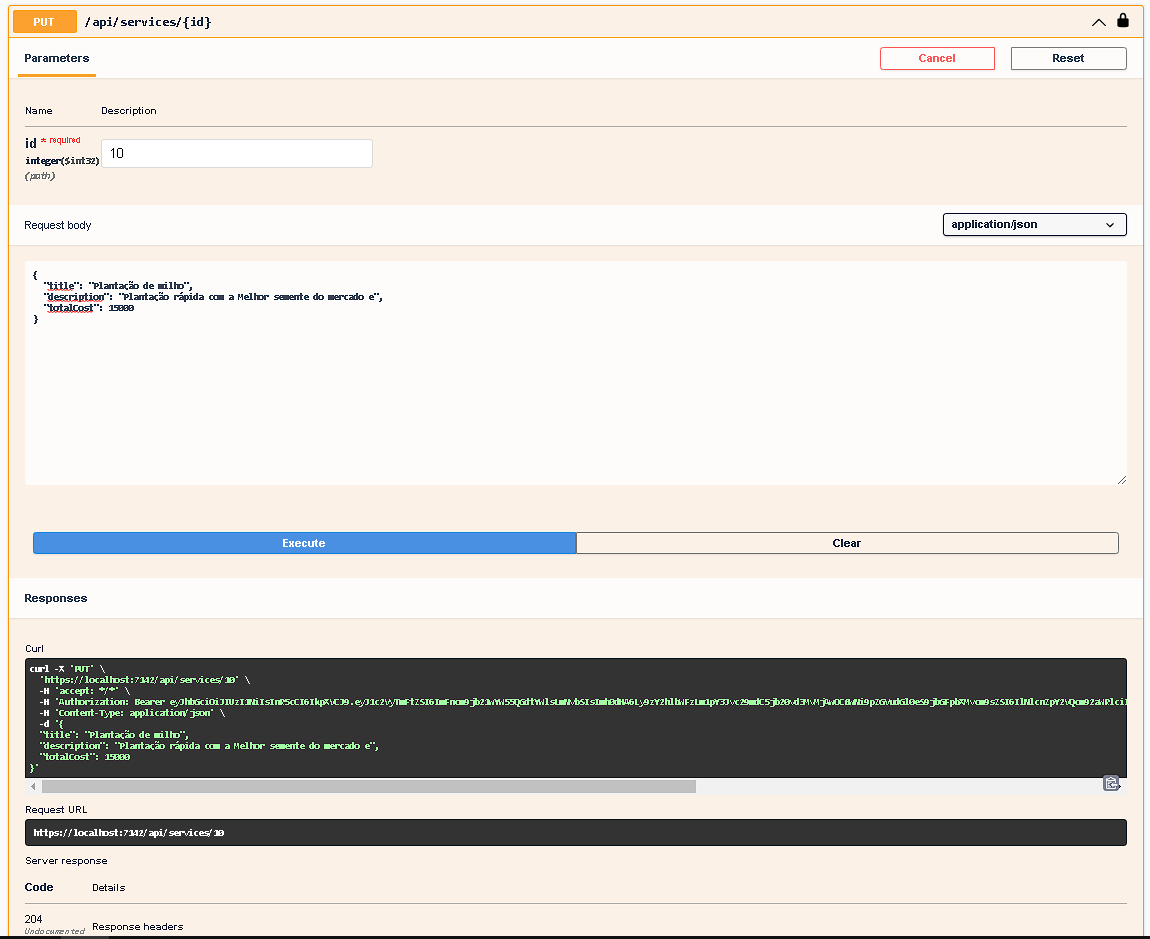 PUT /api/services/{id}
Parameters
Cancel
Reset
Name Description
id * required
integer($int32)
(path)
10
Request body
application/json
{
"title": "Plantação de milho",
"description": "Plantação rápida com a Melhor semente do mercado e",
"totalCost": 15000
}
Execute
Clear
Responses
Curl
curl -X 'PUT' \
'https://localhost:7142/api/services/10' \
-H 'accept: */*' \
-H 'Authorization: Bearer
-H 'Content-Type: application/json' \
-d '{
"title": "Plantação de milho",
"description": "Plantação rápida com a Melhor semente do mercado e",
"totalCost": 15000
}'
Request URL
https://localhost:7142/api/services/10
Server response
Code Details
204
Undocumented
Response headers